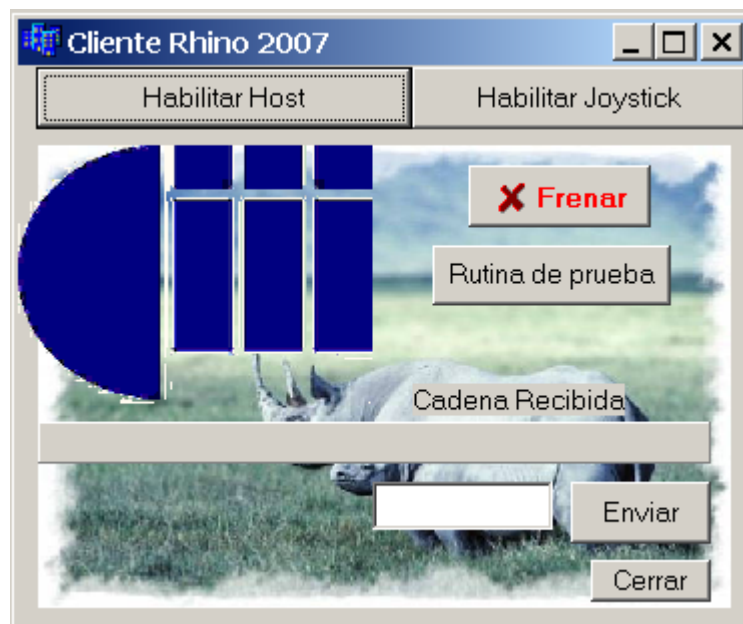 Cliente Rhino 2007
Habilitar Host Habilitar Joystick
Frenar
Rutina de prueba
Cadena Recibida
Enviar
Cerrar